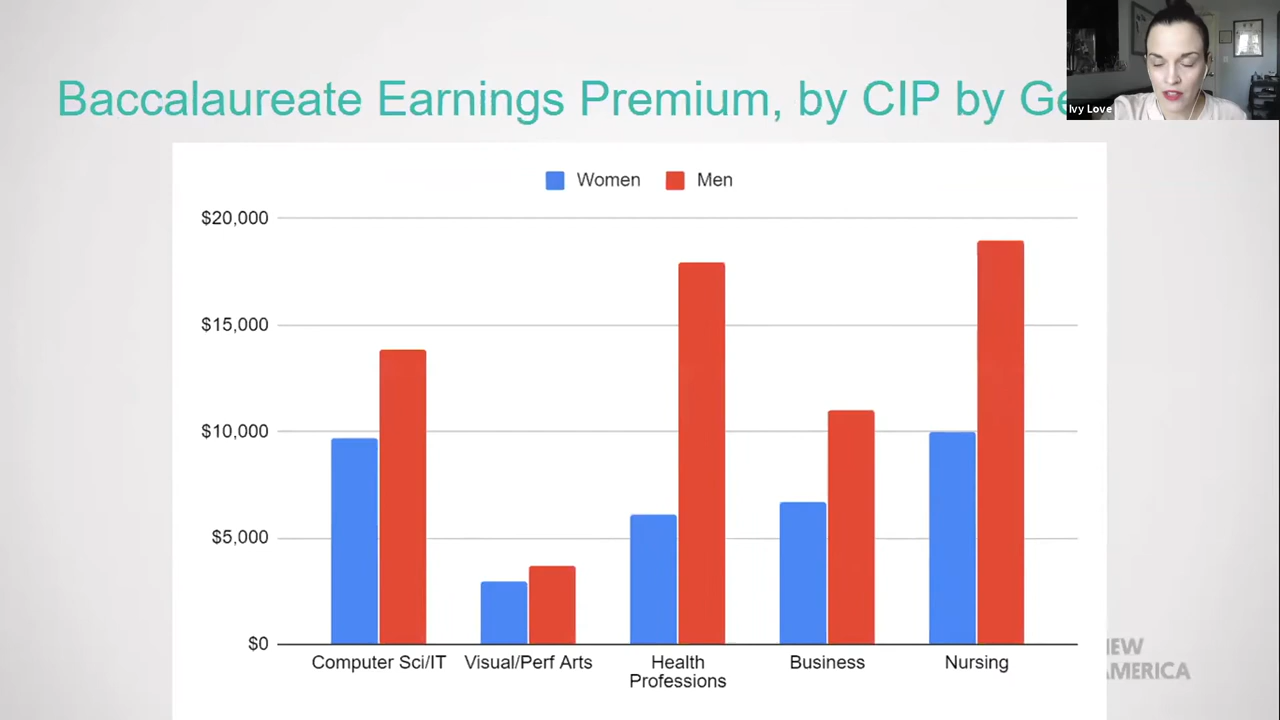 Baccalaureate Earnings Premium, by CIP by Ge
Ivy Love
Women Men
$20,000
$15,000
$10,000
$5,000
$0
Computer Sci/IT Visual/Perf Arts Health Professions Business Nursing
NEW
AMERICA